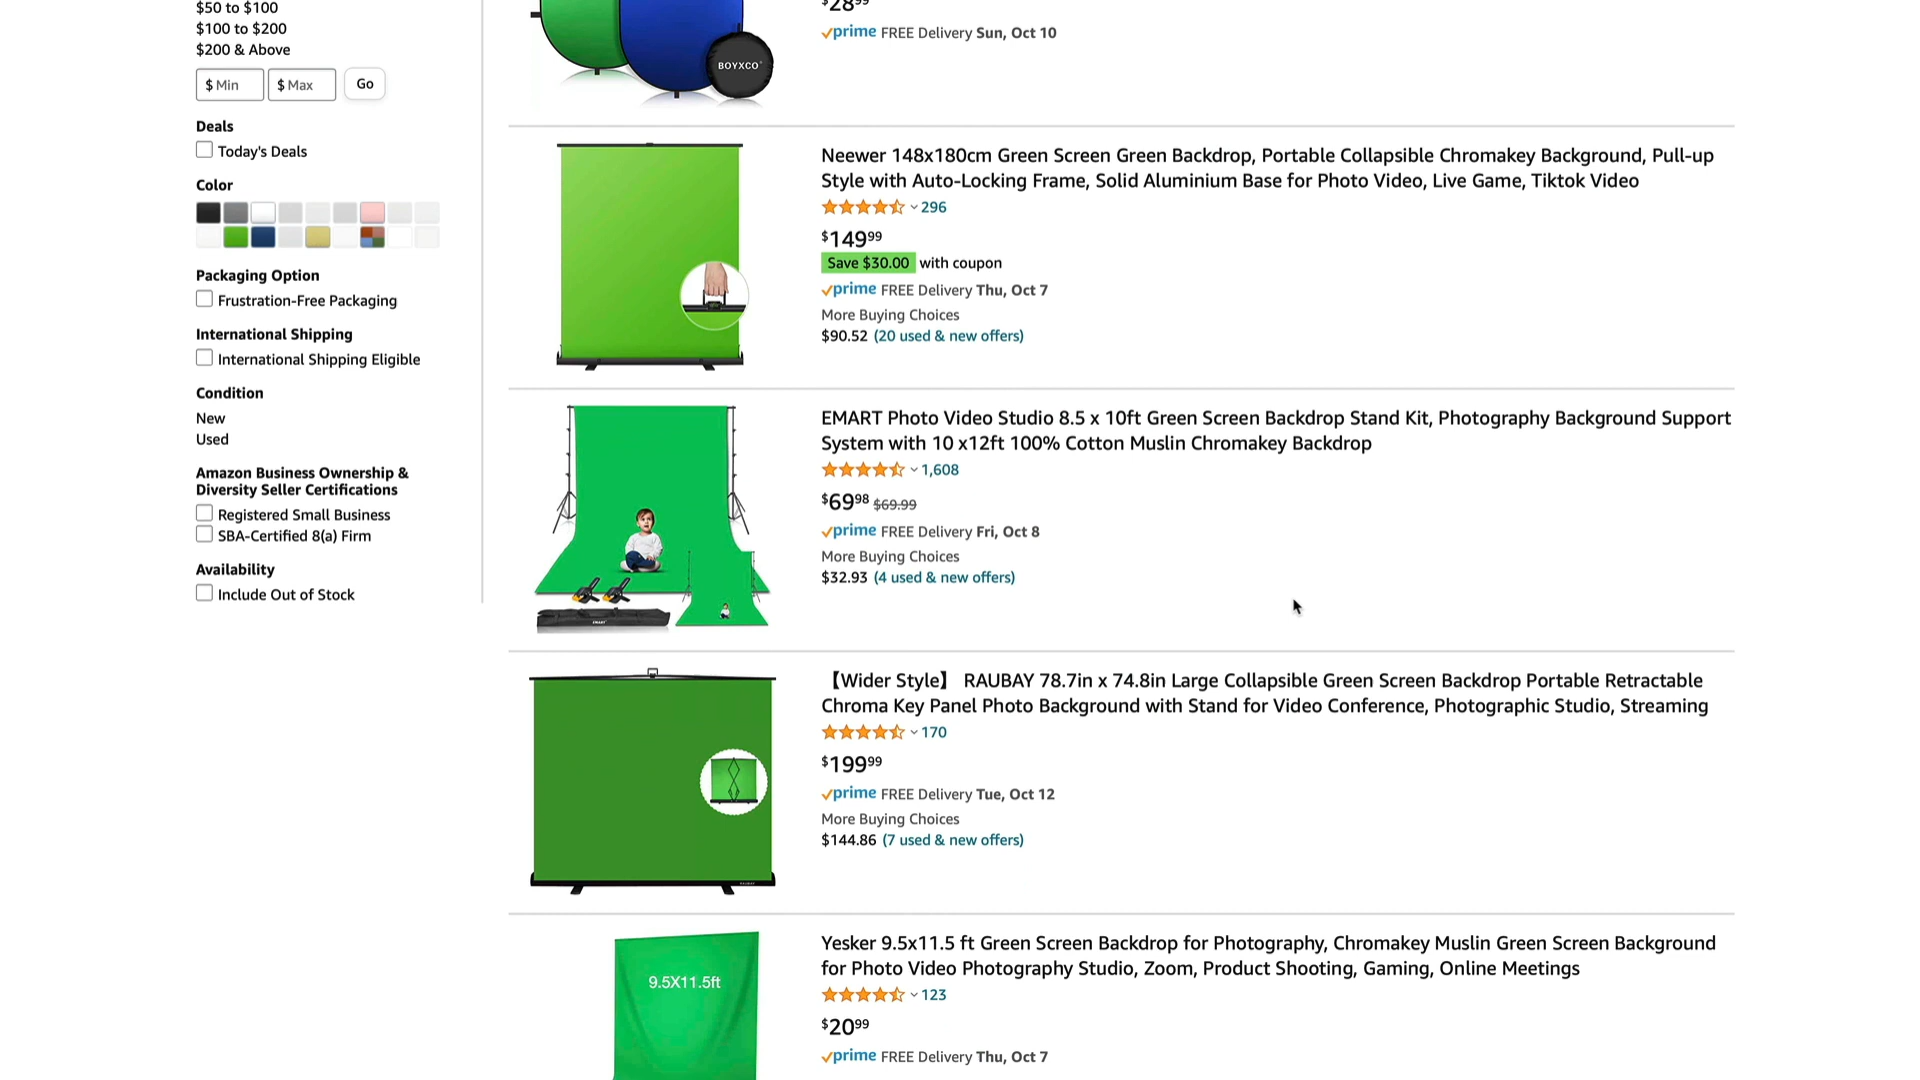 $50 to $100
$100 to $200
$200 & Above
$ Min $ Max Go
Deals
Today's Deals
Color
Packaging Option
Frustration-Free Packaging
International Shipping
International Shipping Eligible
Condition
New
Used
Amazon Business Ownership &
Diversity Seller Certifications
Registered Small Business
SBA-Certified 8(a) Firm
Availability
Include Out of Stock
BOYXCO
$28.99
prime FREE Delivery Sun, Oct 10
Neewer 148x180cm Green Screen Green Backdrop, Portable Collapsible Chromakey Background, Pull-up
Style with Auto-Locking Frame, Solid Aluminium Base for Photo Video, Live Game, Tiktok Video
296
$149 99
Save $30.00 with coupon
prime FREE Delivery Thu, Oct 7
More Buying Choices
$90.52 (20 used & new offers)
EMART Photo Video Studio 8.5 x 10ft Green Screen Backdrop Stand Kit, Photography Background Support
System with 10 x12ft 100% Cotton Muslin Chromakey Backdrop
1,608
$69 98 $69.99
prime FREE Delivery Fri, Oct 8
More Buying Choices
$32.93 (4 used & new offers)
【Wider Style】 RAUBAY 78.7in x 74.8in Large Collapsible Green Screen Backdrop Portable Retractable
Chroma Key Panel Photo Background with Stand for Video Conference, Photographic Studio, Streaming
170
$199 99
prime FREE Delivery Tue, Oct 12
More Buying Choices
$144.86 (7 used & new offers)
9.5X11.5ft
Yesker 9.5x11.5 ft Green Screen Backdrop for Photography, Chromakey Muslin Green Screen Background
for Photo Video Photography Studio, Zoom, Product Shooting, Gaming, Online Meetings
123
$20 99
prime FREE Delivery Thu, Oct 7